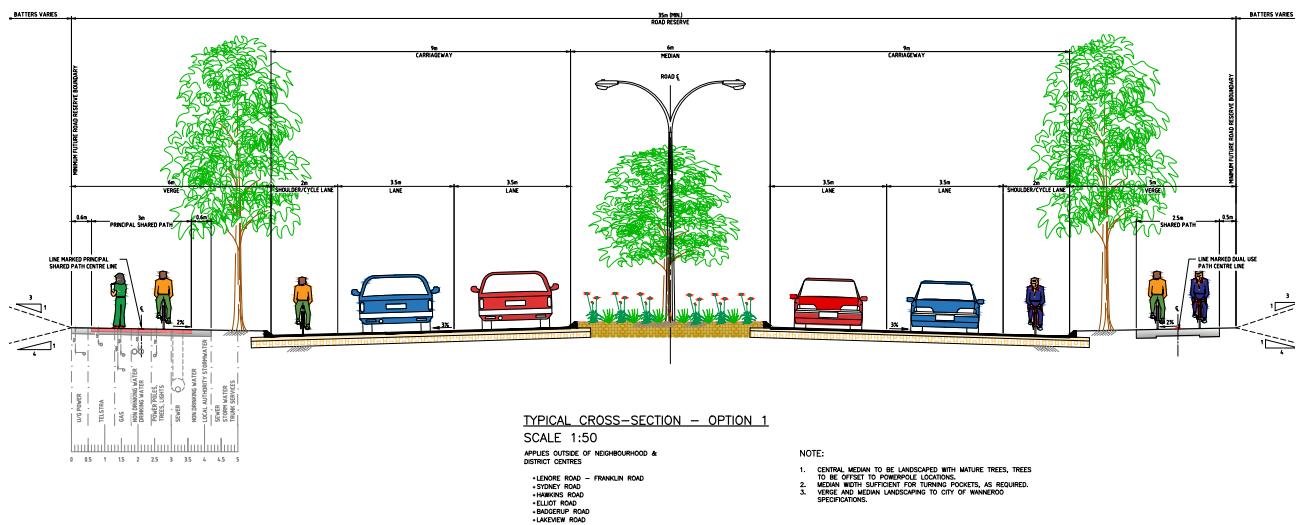 BATTERS VARIES
35m (MIN.)
ROAD RESERVE
BATTERS VARIES
9m
CARRIAGEWAY
6m
MEDIAN
9m
CARRIAGEWAY
ROAD ℄
MINIMUM FUTURE ROAD RESERVE BOUNDARY
MINIMUM FUTURE ROAD RESERVE BOUNDARY
6m
VERGE
2m
SHOULDER/CYCLE LANE
3.5m
LANE
3.5m
LANE
3.5m
LANE
3.5m
LANE
2m
SHOULDER/CYCLE LANE
5m
VERGE
0.6m
3m
PRINCIPAL SHARED PATH
0.6m
2.5m
SHARED PATH
0.5m
LINE MARKED PRINCIPAL
SHARED PATH CENTRE LINE
LINE MARKED DUAL USE
PATH CENTRE LINE
3
1
1
4
℄
2%
3%
3%
2%
3
1
1
4
U/G POWER
TELSTRA
GAS
NON DRINKING WATER
DRINKING WATER
POWER POLES,
TREES, LIGHTS
SEWER
NON DRINKING WATER
LOCAL AUTHORITY STORMWATER
SEWER
STORM WATER
TRUNK SERVICES
0 0.5 1 1.5 2 2.5 3 3.5 4 4.5 5
TYPICAL CROSS-SECTION - OPTION 1
SCALE 1:50
APPLIES OUTSIDE OF NEIGHBOURHOOD &
DISTRICT CENTRES
•LENORE ROAD - FRANKLIN ROAD
•SYDNEY ROAD
•HAWKINS ROAD
•ELLIOT ROAD
•BADGERUP ROAD
•LAKEVIEW ROAD
NOTE:
1. CENTRAL MEDIAN TO BE LANDSCAPED WITH MATURE TREES, TREES
TO BE OFFSET TO POWERPOLE LOCATIONS.
2. MEDIAN WIDTH SUFFICIENT FOR TURNING POCKETS, AS REQUIRED.
3. VERGE AND MEDIAN LANDSCAPING TO CITY OF WANNEROO
SPECIFICATIONS.